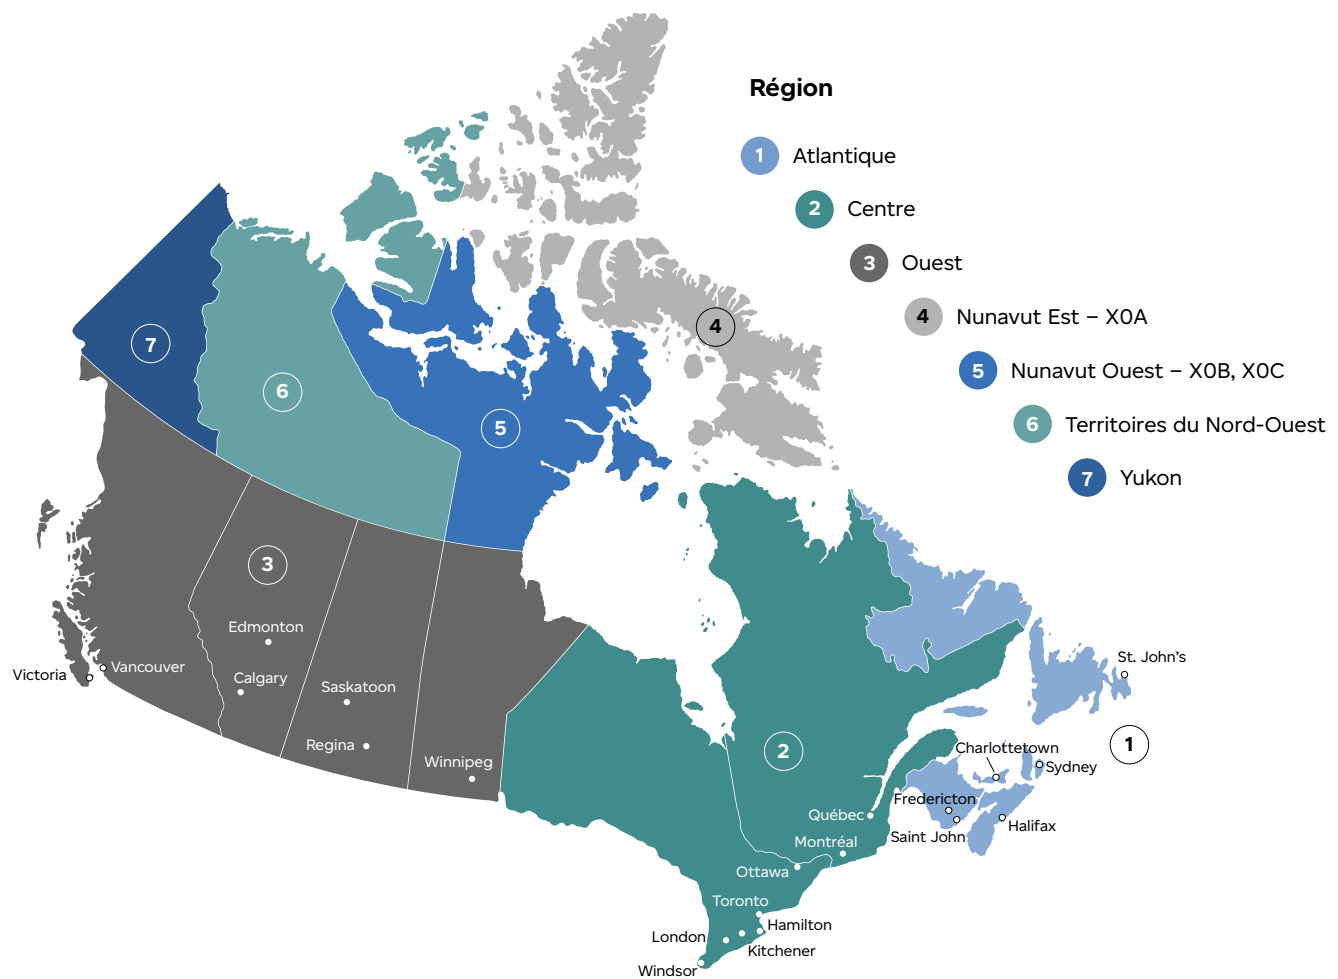 Région
1 Atlantique
2 Centre
3 Ouest
4 Nunavut Est – X0A
5 Nunavut Ouest – X0B, X0C
6 Territoires du Nord-Ouest
7 Yukon
4
7
6
5
3
Edmonton
Victoria
Vancouver
Calgary
Saskatoon
Regina
Winnipeg
St. John's
1
2
Charlottetown
Sydney
Fredericton
Québec
Halifax
Saint John
Montréal
Ottawa
Toronto
Hamilton
London
Kitchener
Windsor